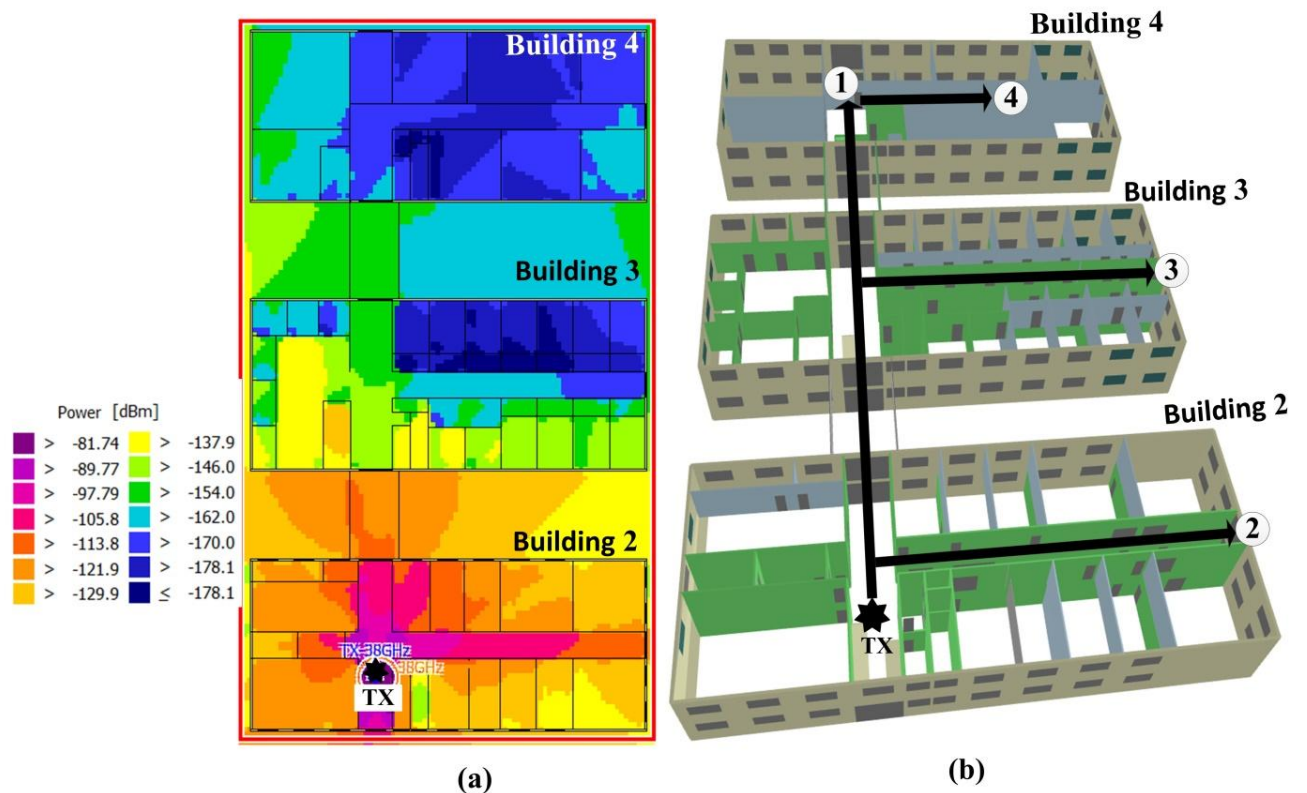 Building 4
Building 3
Building 2
TX 38GHz
38GHz
TX
Power [dBm]
> -81.74 > -137.9
> -89.77 > -146.0
> -97.79 > -154.0
> -105.8 > -162.0
> -113.8 > -170.0
> -121.9 > -178.1
> -129.9 ≤ -178.1
(a)
Building 4
1
4
Building 3
3
Building 2
2
TX
(b)